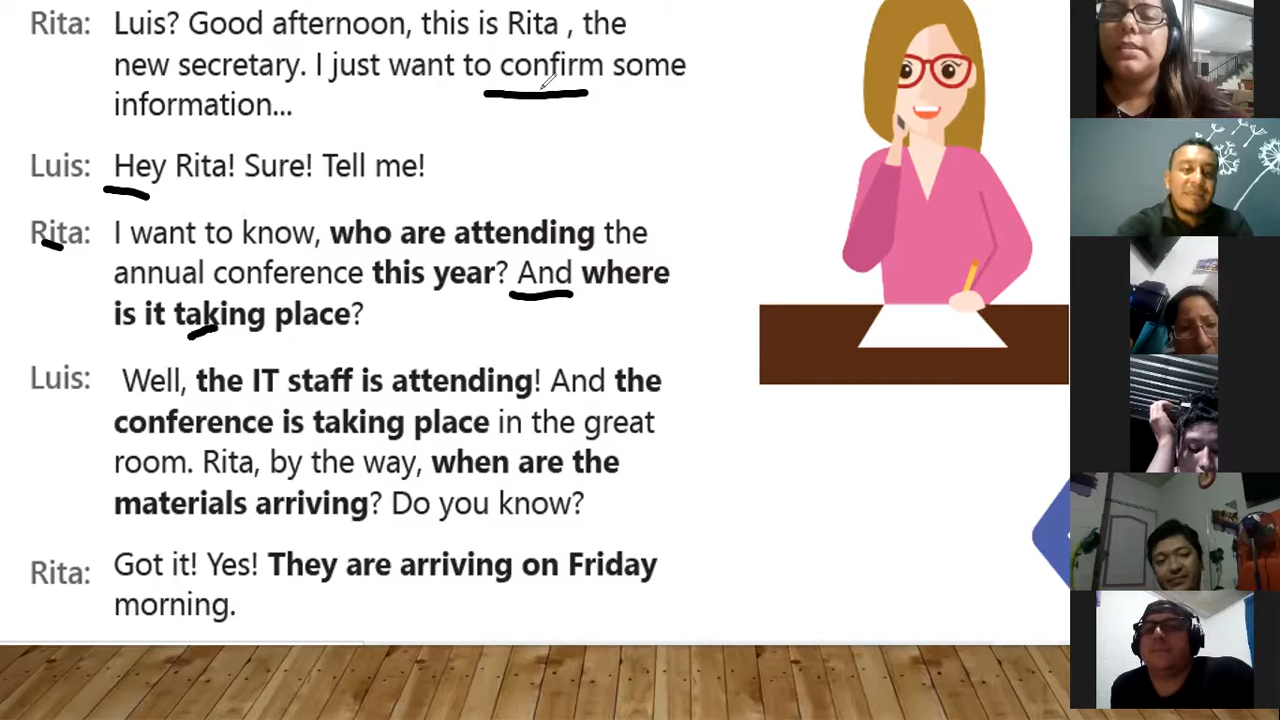 Rita: Luis? Good afternoon, this is Rita , the
new secretary. I just want to confirm some
information...
Luis: Hey Rita! Sure! Tell me!
Rita: I want to know, who are attending the
annual conference this year? And where
is it taking place?
Luis: Well, the IT staff is attending! And the
conference is taking place in the great
room. Rita, by the way, when are the
materials arriving? Do you know?
Rita: Got it! Yes! They are arriving on Friday
morning.